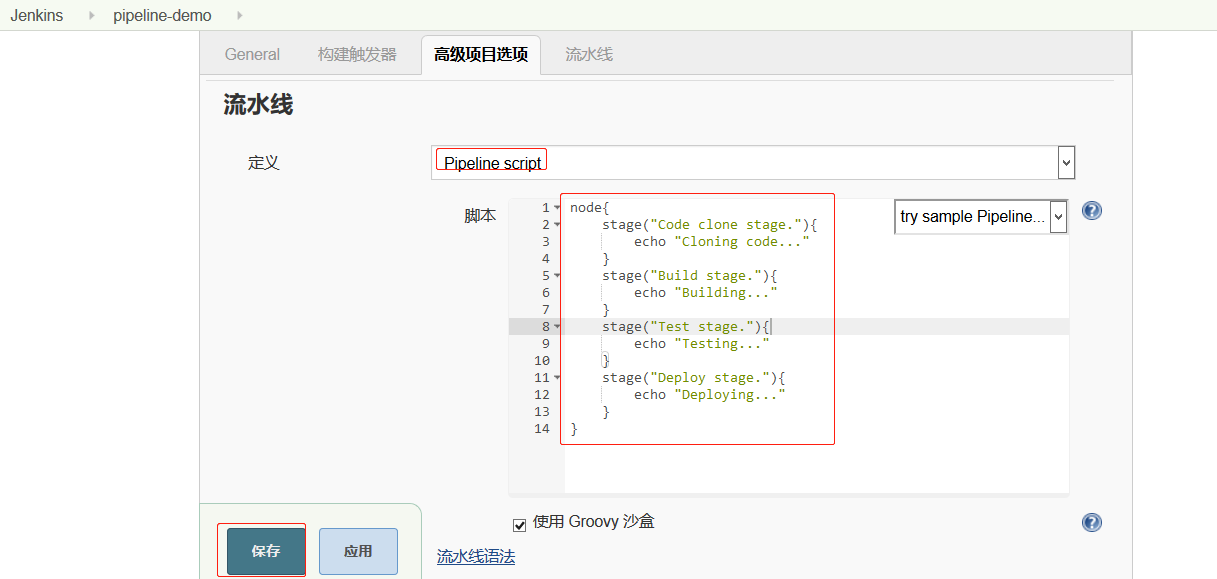 Jenkins pipeline-demo
General 构建触发器 高级项目选项 流水线
流水线
定义 Pipeline script
脚本
try sample Pipeline...
1 node{
2     stage("Code clone stage."){
3         echo "Cloning code..."
4     }
5     stage("Build stage."){
6         echo "Building..."
7     }
8     stage("Test stage."){
9         echo "Testing..."
10     }
11     stage("Deploy stage."){
12         echo "Deploying..."
13     }
14 }
使用 Groovy 沙盒
保存 应用 流水线语法